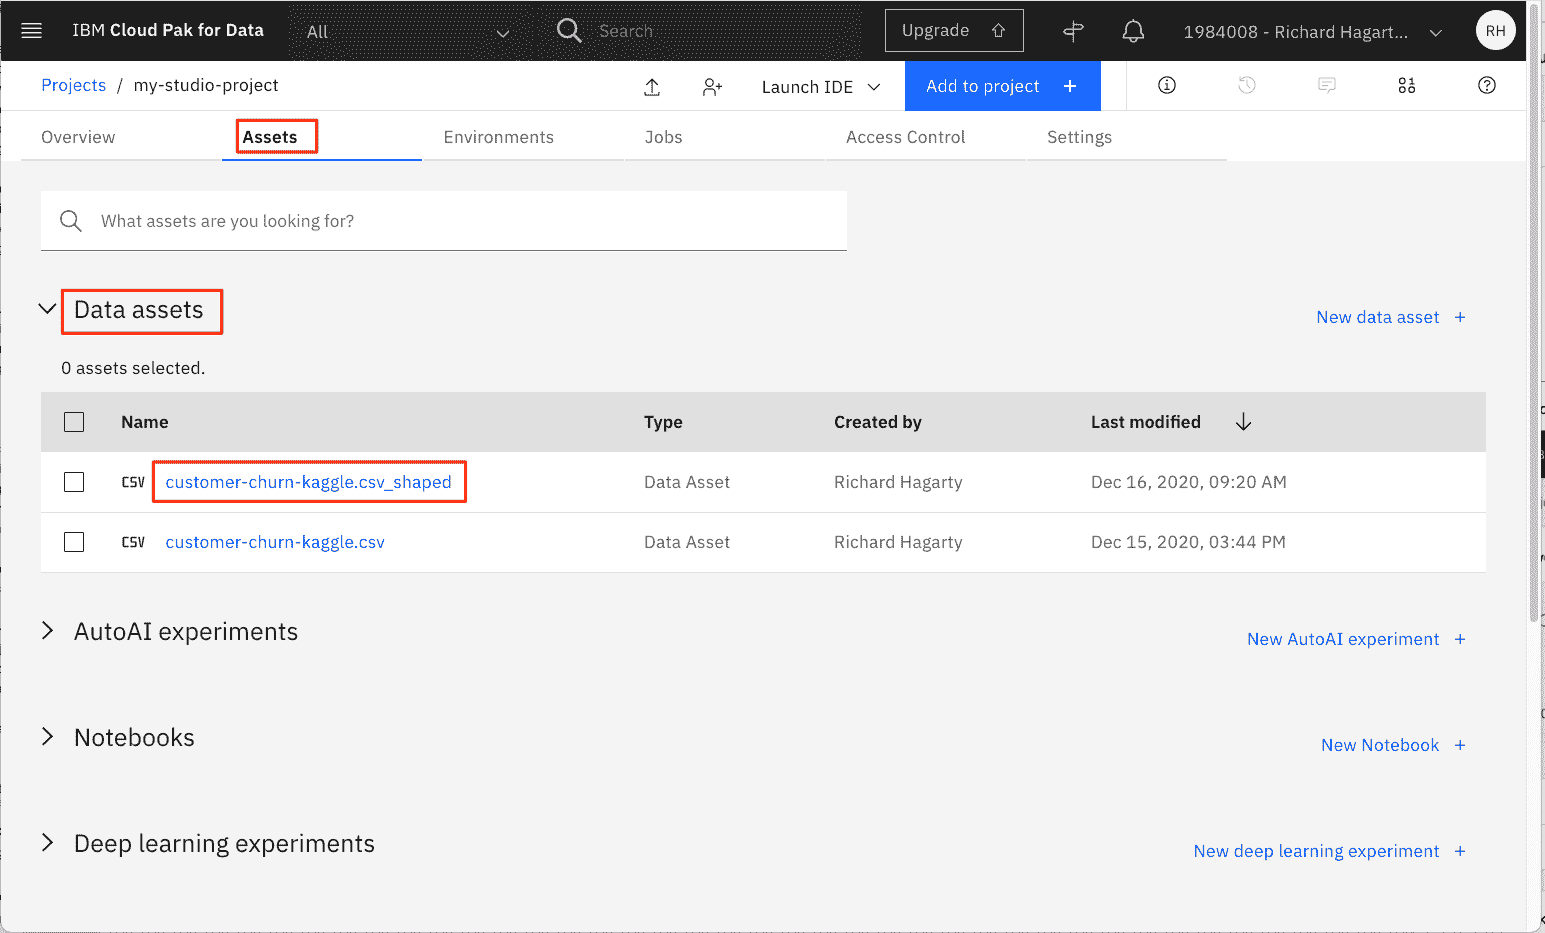 IBM Cloud Pak for Data All Search Upgrade 1984008 - Richard Hagart... RH
Projects / my-studio-project Launch IDE Add to project +
Overview Assets Environments Jobs Access Control Settings
What assets are you looking for?
Data assets New data asset +
0 assets selected.
Name Type Created by Last modified
CSV customer-churn-kaggle.csv_shaped Data Asset Richard Hagarty Dec 16, 2020, 09:20 AM
CSV customer-churn-kaggle.csv Data Asset Richard Hagarty Dec 15, 2020, 03:44 PM
AutoAI experiments New AutoAI experiment +
Notebooks New Notebook +
Deep learning experiments New deep learning experiment +